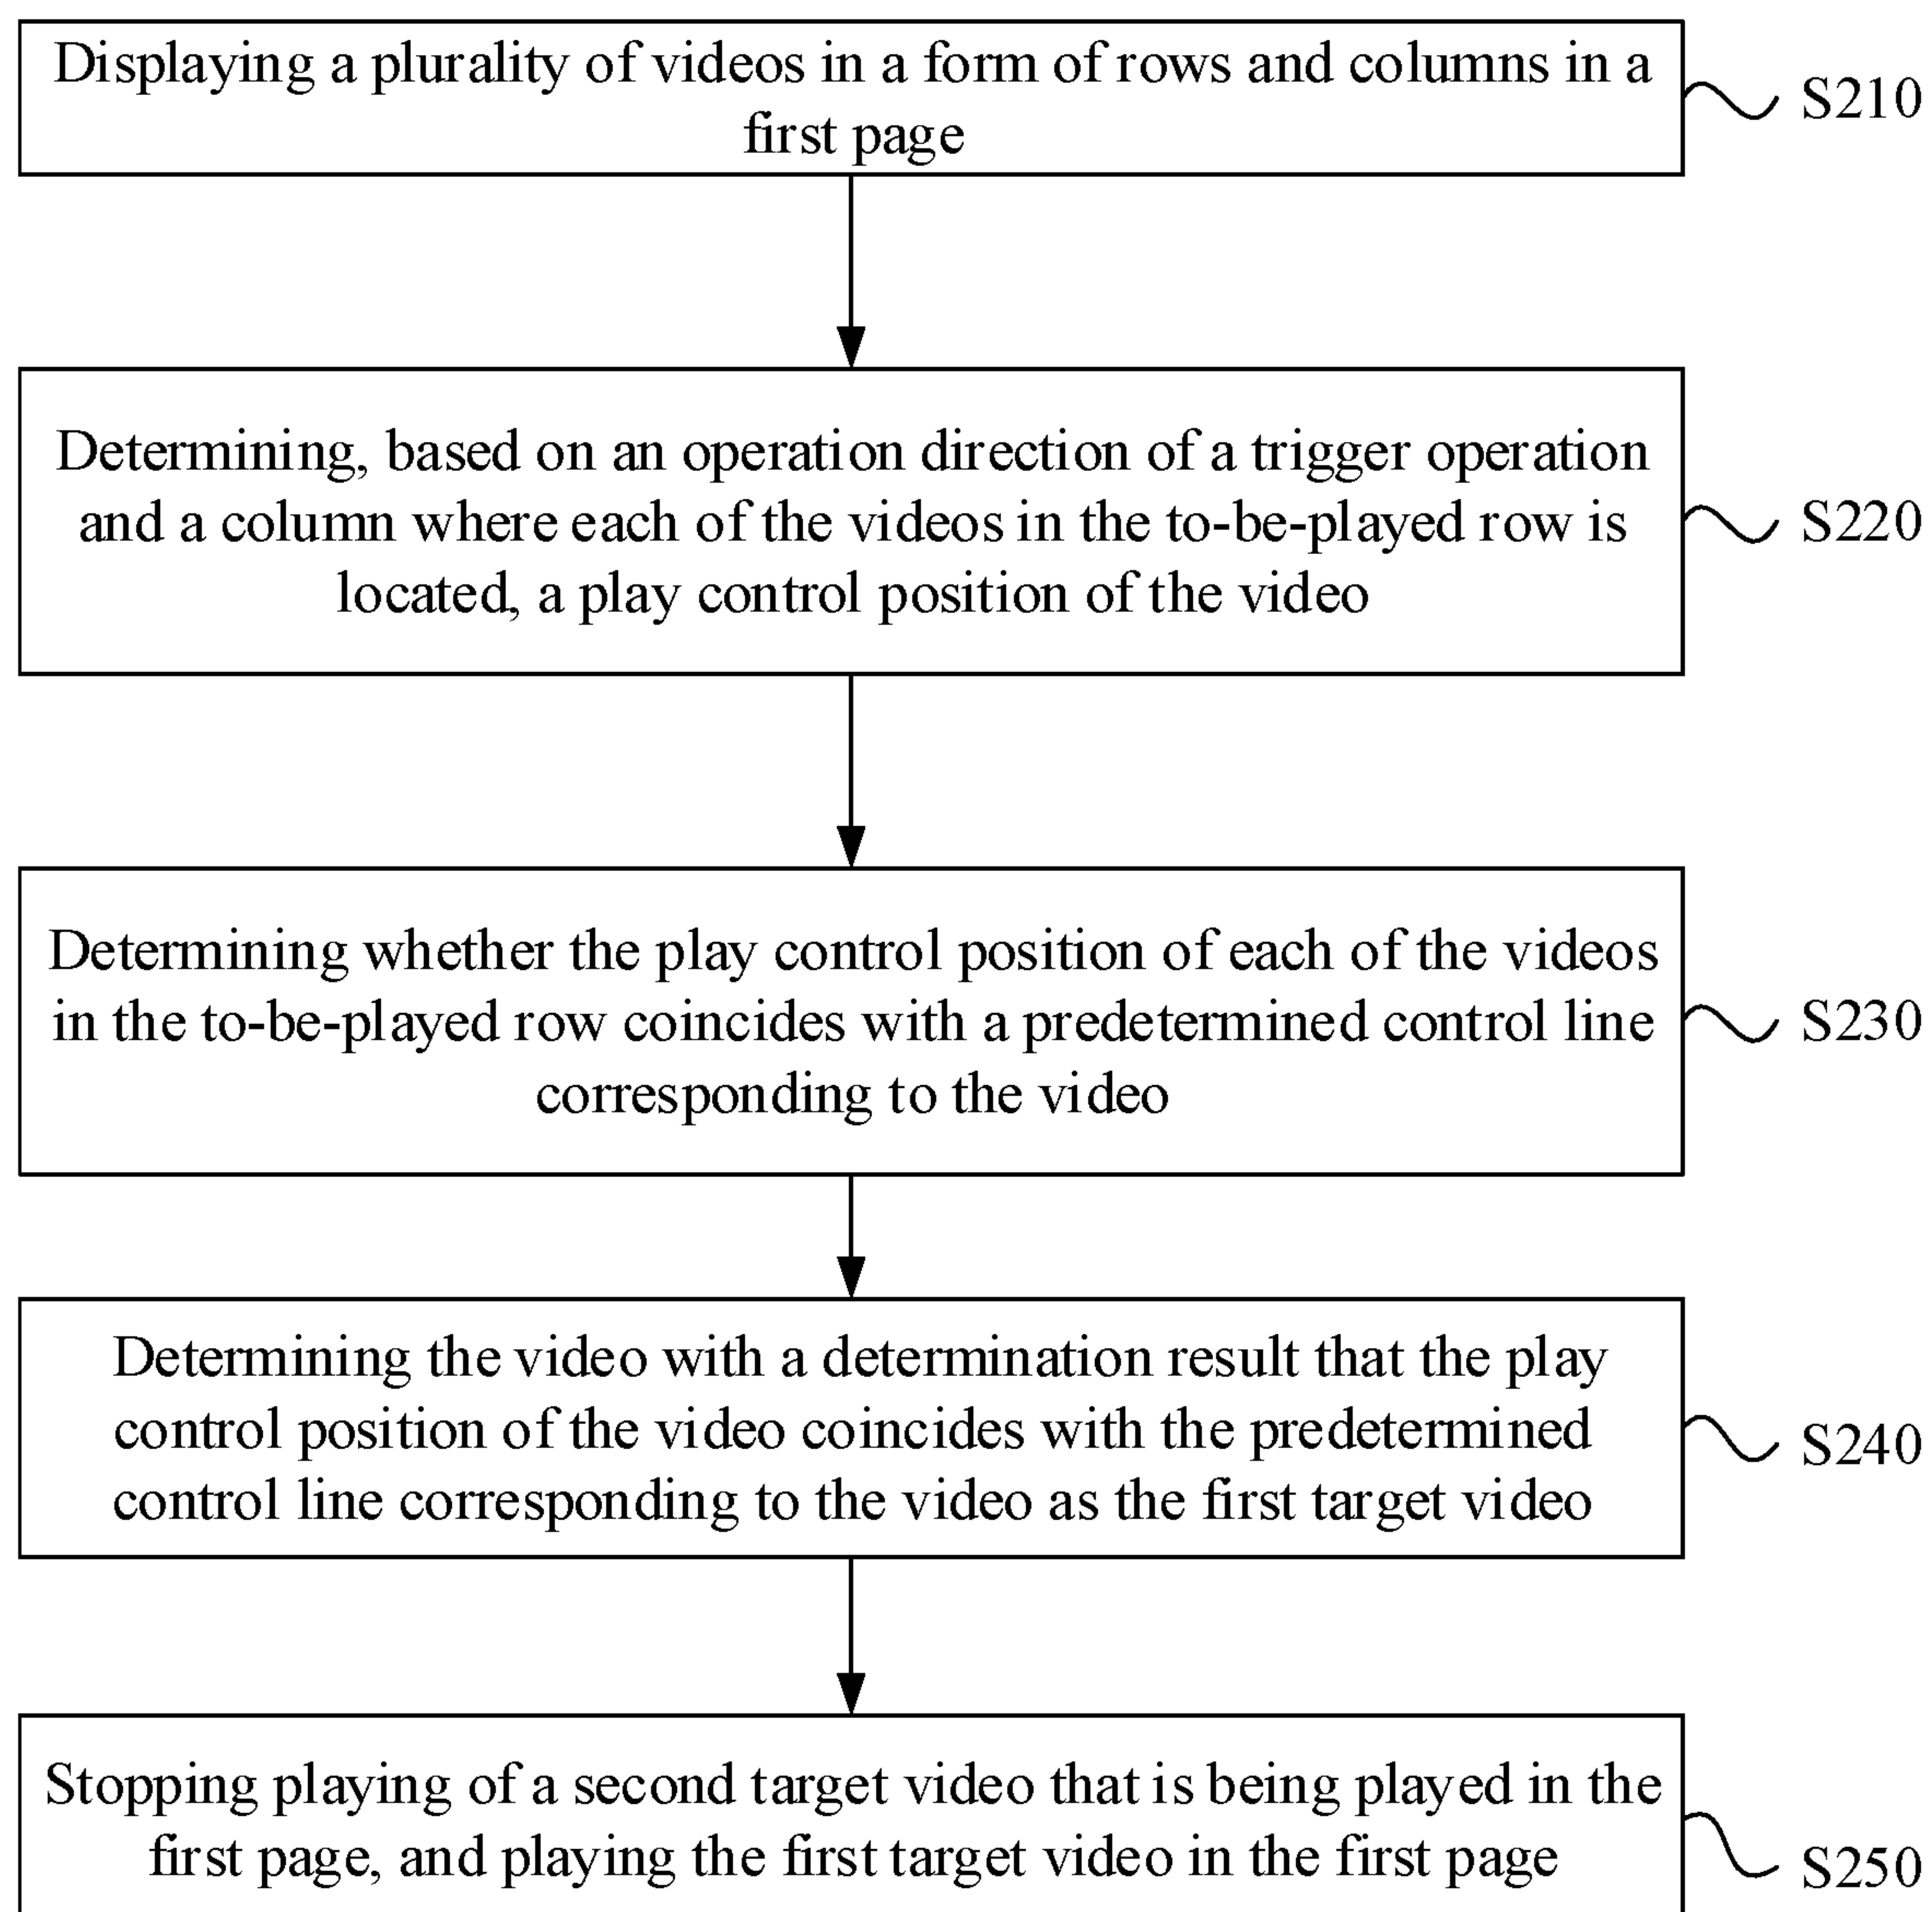 Displaying a plurality of videos in a form of rows and columns in a
first page
S210
Determining, based on an operation direction of a trigger operation
and a column where each of the videos in the to-be-played row is
located, a play control position of the video
S220
Determining whether the play control position of each of the videos
in the to-be-played row coincides with a predetermined control line
corresponding to the video
S230
Determining the video with a determination result that the play
control position of the video coincides with the predetermined
control line corresponding to the video as the first target video
S240
Stopping playing of a second target video that is being played in the
first page, and playing the first target video in the first page
S250